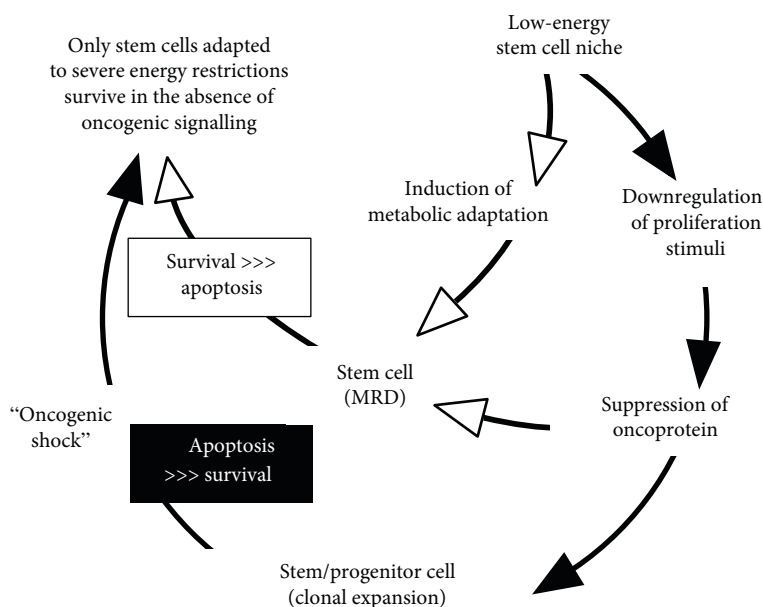 Only stem cells adapted
to severe energy restrictions
survive in the absence of
oncogenic signalling
Low-energy
stem cell niche
Induction of
metabolic adaptation
Downregulation
of proliferation
stimuli
Survival >>>
apoptosis
Stem cell
(MRD)
Suppression of
oncoprotein
“Oncogenic
shock”
Apoptosis
>>> survival
Stem/progenitor cell
(clonal expansion)